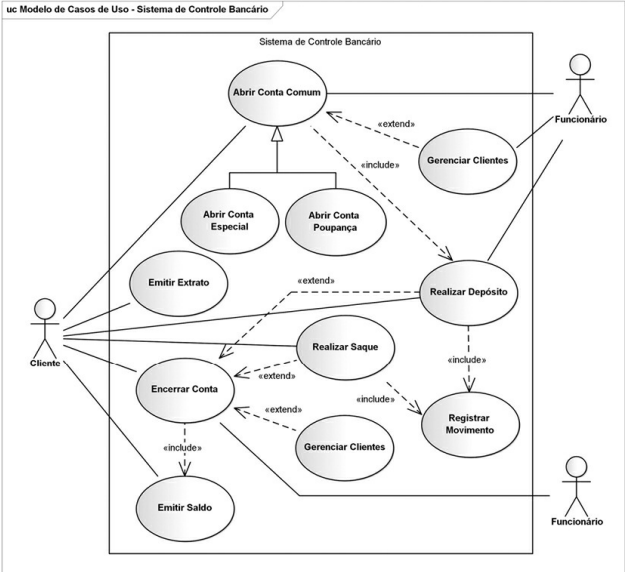 uc Modelo de Casos de Uso - Sistema de Controle Bancário
Sistema de Controle Bancário
Abrir Conta Comum
Funcionário
«extend»
Gerenciar Clientes
«include»
Abrir Conta
Especial
Abrir Conta
Poupança
Emitir Extrato
«extend»
Realizar Depósito
Cliente
Realizar Saque
«include»
«extend»
Encerrar Conta
«include»
«extend»
Registrar
Movimento
«include»
Gerenciar Clientes
Emitir Saldo
Funcionário